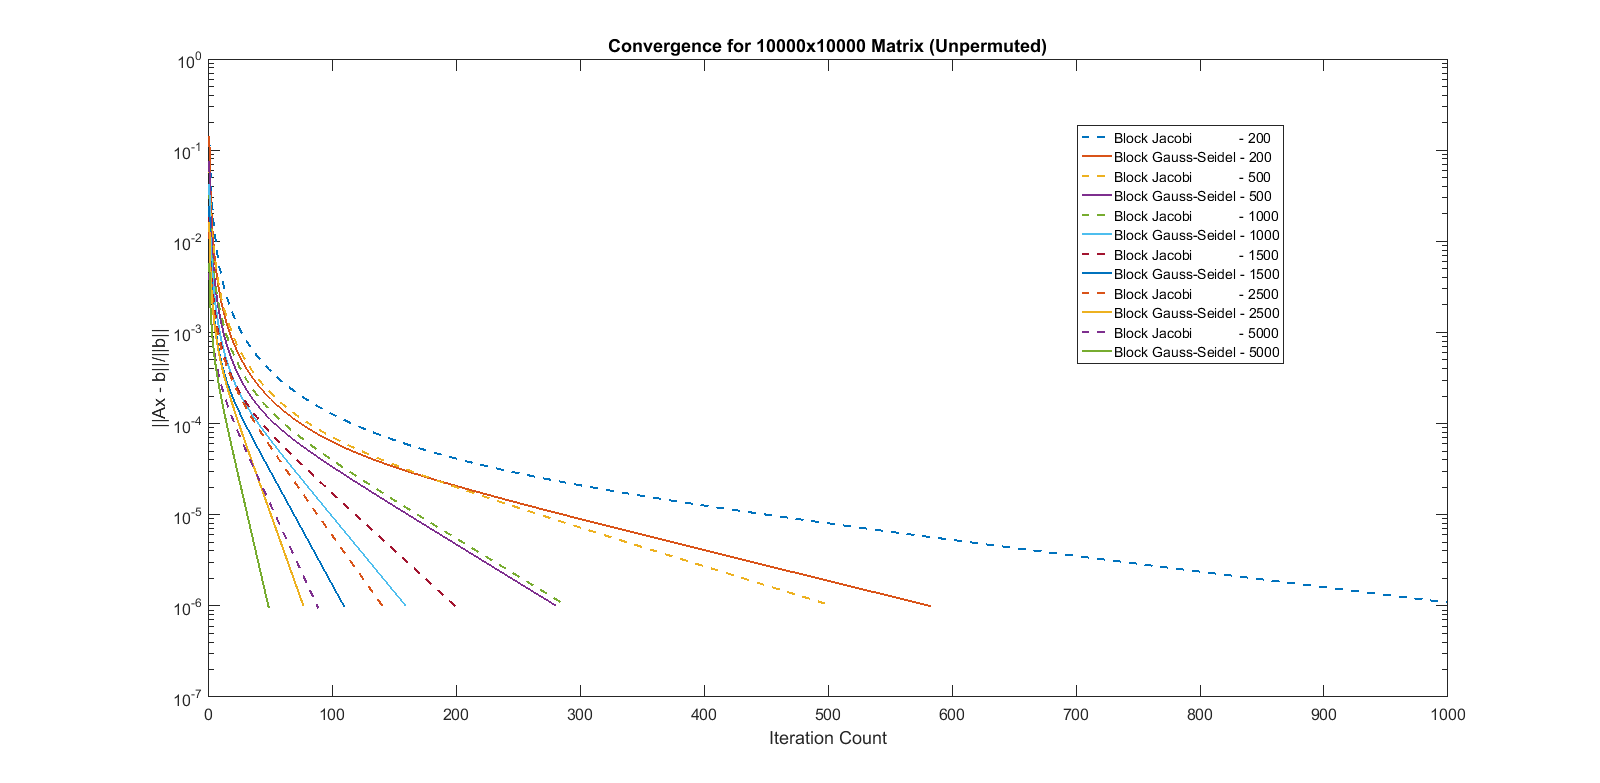 Convergence for 10000x10000 Matrix (Unpermuted)
10^0
10^-1
10^-2
10^-3
10^-4
10^-5
10^-6
10^-7
||Ax - b||/||b||
Block Jacobi - 200
Block Gauss-Seidel - 200
Block Jacobi - 500
Block Gauss-Seidel - 500
Block Jacobi - 1000
Block Gauss-Seidel - 1000
Block Jacobi - 1500
Block Gauss-Seidel - 1500
Block Jacobi - 2500
Block Gauss-Seidel - 2500
Block Jacobi - 5000
Block Gauss-Seidel - 5000
0 100 200 300 400 500 600 700 800 900 1000
Iteration Count